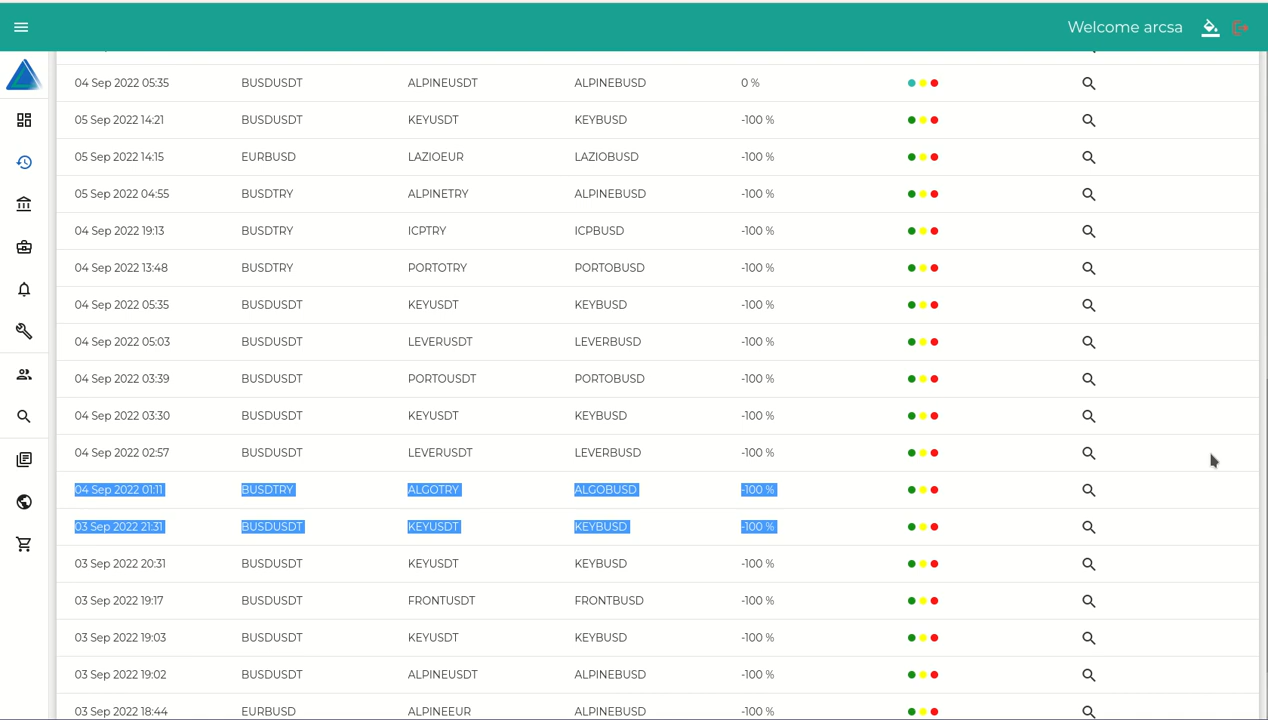 Welcome arcsa
04 Sep 2022 05:35 BUSDUSDT ALPINEUSDT ALPINEBUSD 0 %
05 Sep 2022 14:21 BUSDUSDT KEYUSDT KEYBUSD -100 %
05 Sep 2022 14:15 EURBUSD LAZIOEUR LAZIOBUSD -100 %
05 Sep 2022 04:55 BUSDTRY ALPINETRY ALPINEBUSD -100 %
04 Sep 2022 19:13 BUSDTRY ICPTRY ICPBUSD -100 %
04 Sep 2022 13:48 BUSDTRY PORTOTRY PORTOBUSD -100 %
04 Sep 2022 05:35 BUSDUSDT KEYUSDT KEYBUSD -100 %
04 Sep 2022 05:03 BUSDUSDT LEVERUSDT LEVERBUSD -100 %
04 Sep 2022 03:39 BUSDUSDT PORTOUSDT PORTOBUSD -100 %
04 Sep 2022 03:30 BUSDUSDT KEYUSDT KEYBUSD -100 %
04 Sep 2022 02:57 BUSDUSDT LEVERUSDT LEVERBUSD -100 %
04 Sep 2022 01:11 BUSDTRY ALGOTRY ALGOBUSD -100 %
03 Sep 2022 21:31 BUSDUSDT KEYUSDT KEYBUSD -100 %
03 Sep 2022 20:31 BUSDUSDT KEYUSDT KEYBUSD -100 %
03 Sep 2022 19:17 BUSDUSDT FRONTUSDT FRONTBUSD -100 %
03 Sep 2022 19:03 BUSDUSDT KEYUSDT KEYBUSD -100 %
03 Sep 2022 19:02 BUSDUSDT ALPINEUSDT ALPINEBUSD -100 %
03 Sep 2022 18:44 EURBUSD ALPINEEUR ALPINEBUSD -100 %